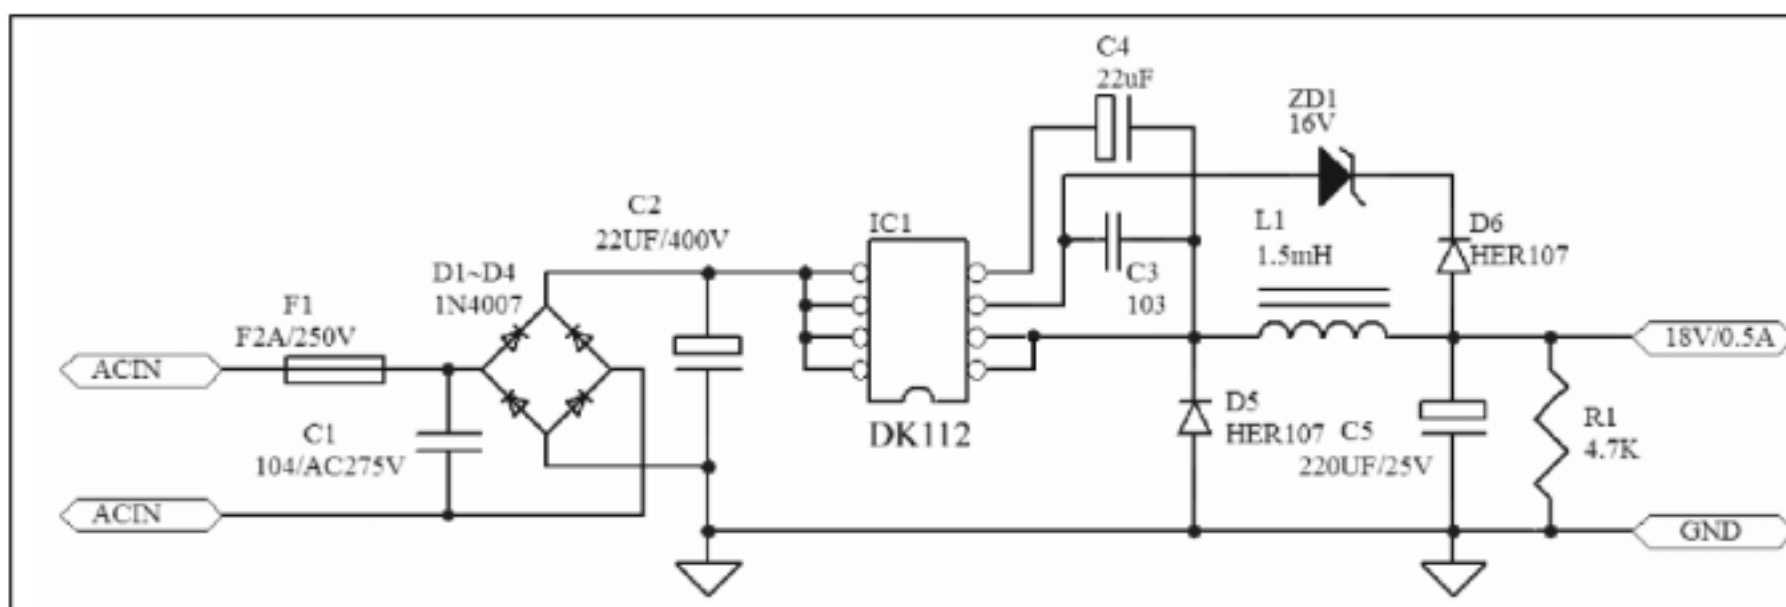 C4
22uF
ZD1
16V
C2
22UF/400V
IC1
L1
1.5mH
D6
HER107
D1~D4
1N4007
C3
103
F1
F2A/250V
ACIN
18V/0.5A
C1
104/AC275V
DK112
D5
HER107
C5
220UF/25V
R1
4.7K
ACIN
GND